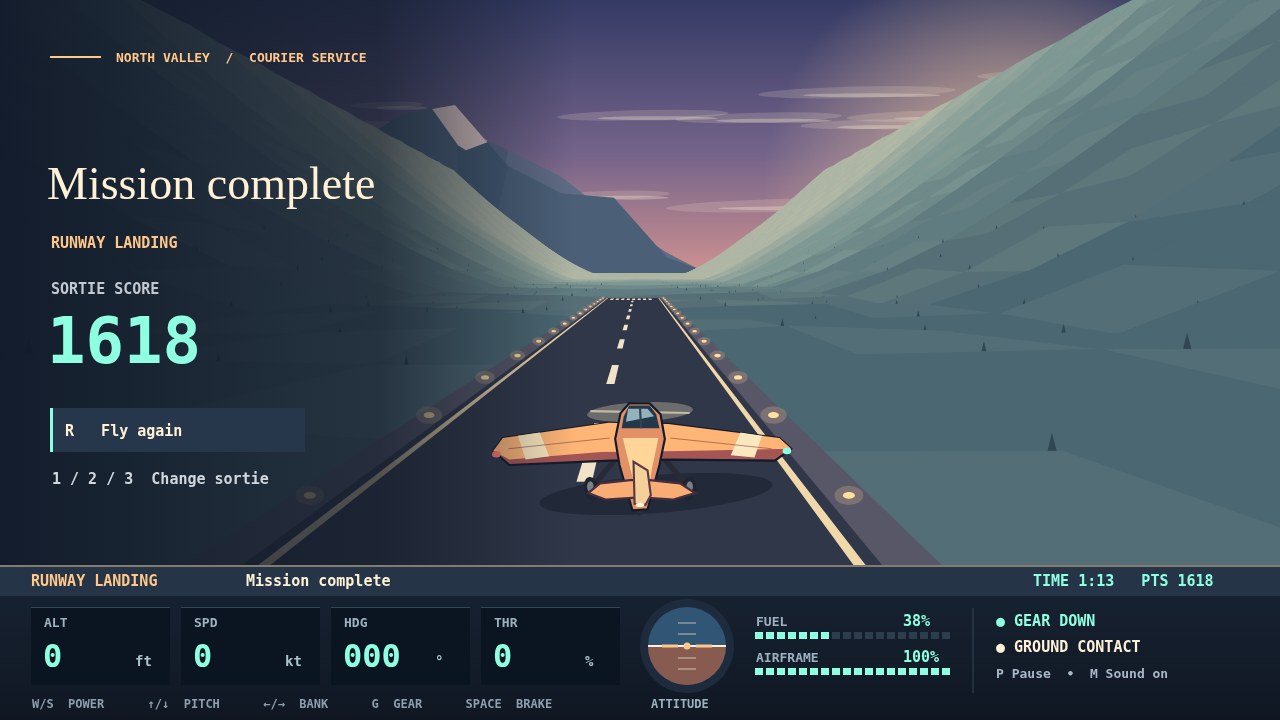 NORTH VALLEY / COURIER SERVICE
Mission complete
RUNWAY LANDING
SORTIE SCORE
1618
R Fly again
1 / 2 / 3 Change sortie
RUNWAY LANDING Mission complete TIME 1:13 PTS 1618
ALT SPD HDG THR FUEL 38% ● GEAR DOWN
0 ft 0 kt 000 ° 0 % AIRFRAME 100% ● GROUND CONTACT
P Pause • M Sound on
W/S POWER ↑/↓ PITCH ←/→ BANK G GEAR SPACE BRAKE ATTITUDE